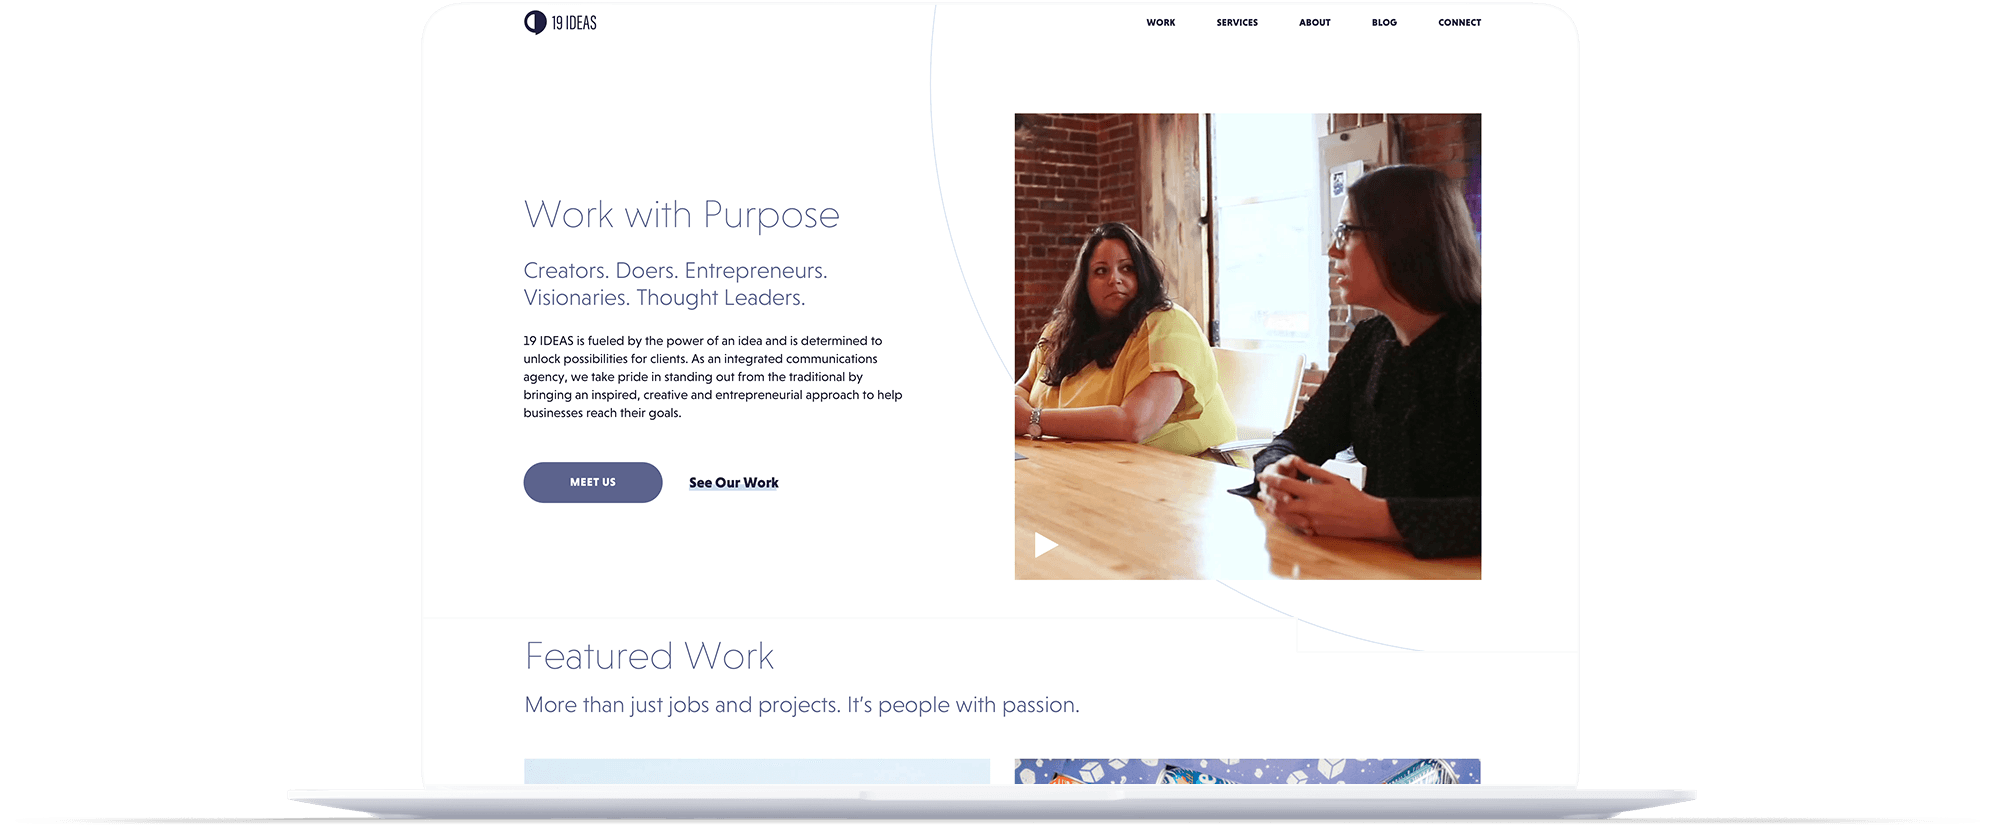 19 IDEAS
WORK
SERVICES
ABOUT
BLOG
CONNECT
Work with Purpose
Creators. Doers. Entrepreneurs.
Visionaries. Thought Leaders.
19 IDEAS is fueled by the power of an idea and is determined to
unlock possibilities for clients. As an integrated communications
agency, we take pride in standing out from the traditional by
bringing an inspired, creative and entrepreneurial approach to help
businesses reach their goals.
MEET US
See Our Work
Featured Work
More than just jobs and projects. It's people with passion.